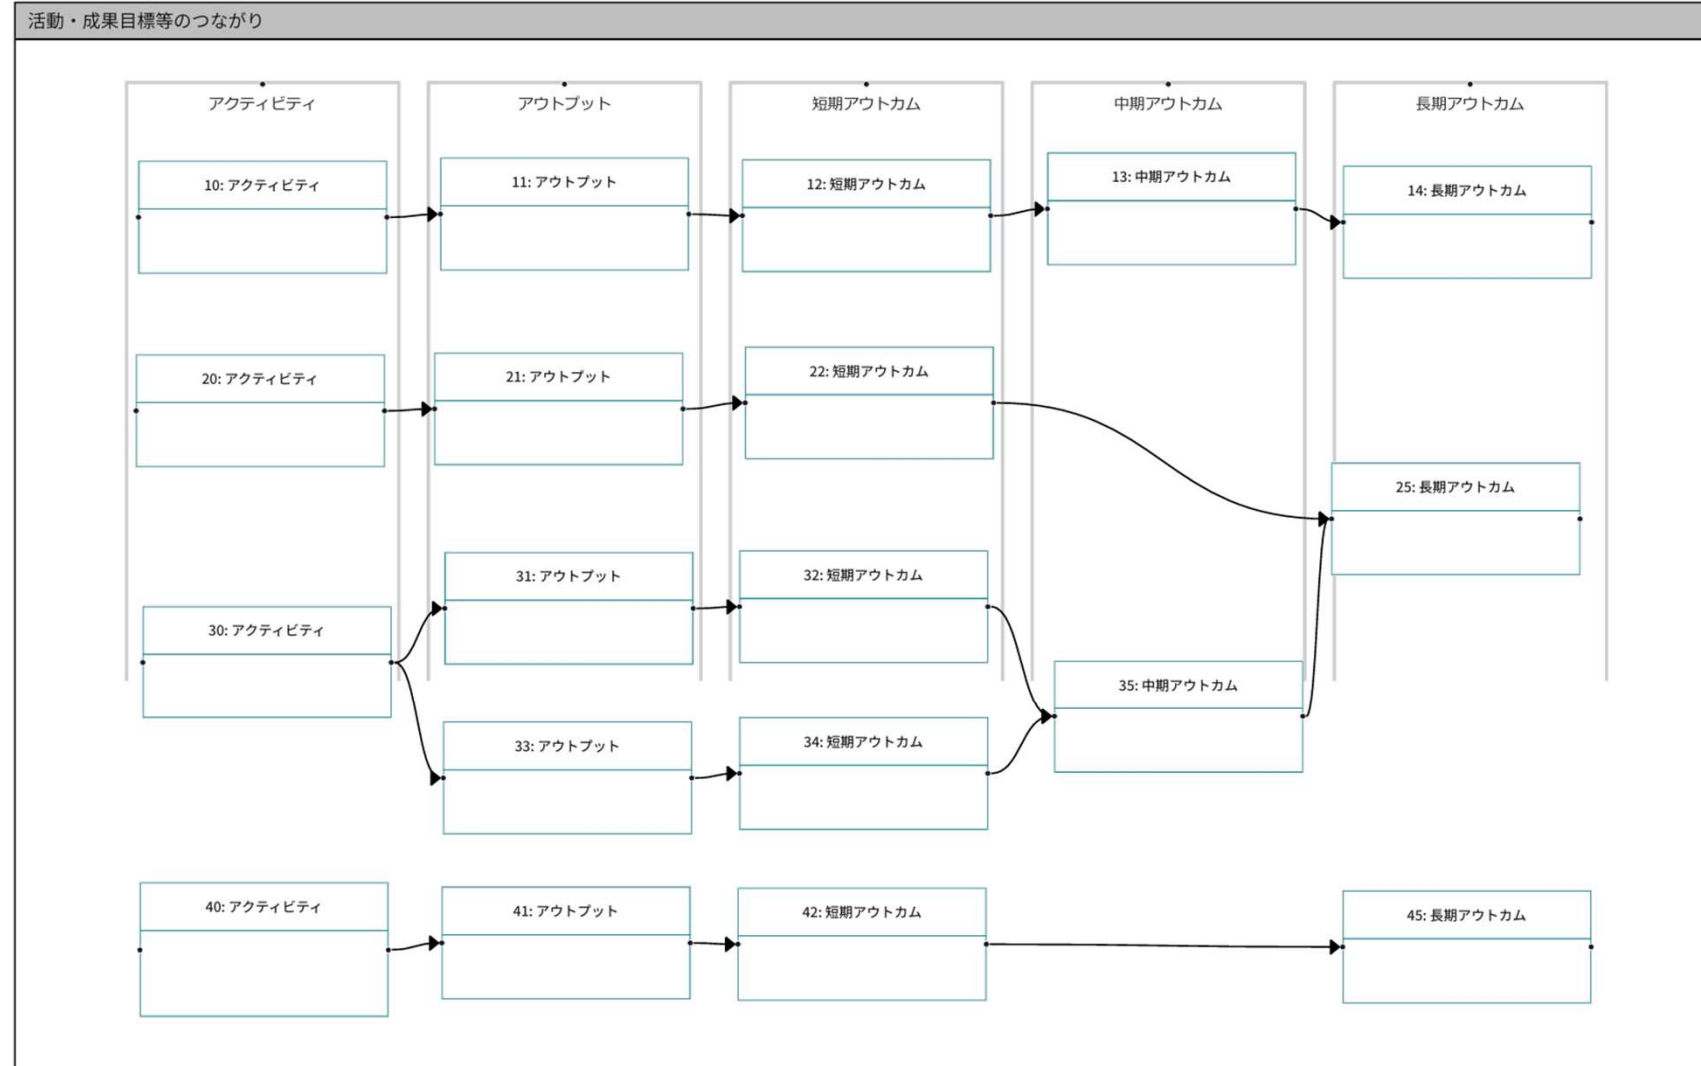 活動・成果目標等のつながり
アクティビティ
アウトプット
短期アウトカム
中期アウトカム
長期アウトカム
10: アクティビティ
11: アウトプット
12: 短期アウトカム
13: 中期アウトカム
14: 長期アウトカム
20: アクティビティ
21: アウトプット
22: 短期アウトカム
25: 長期アウトカム
30: アクティビティ
31: アウトプット
32: 短期アウトカム
33: アウトプット
34: 短期アウトカム
35: 中期アウトカム
40: アクティビティ
41: アウトプット
42: 短期アウトカム
45: 長期アウトカム